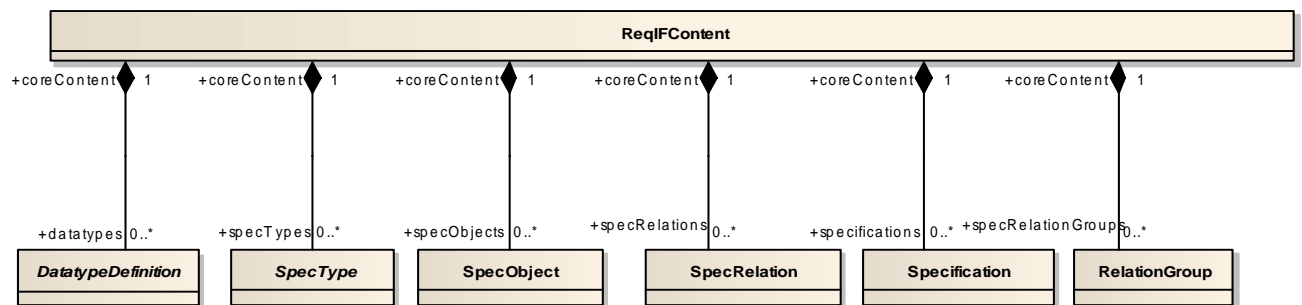 ReqIFContent
+coreContent 1 +coreContent 1 +coreContent 1 +coreContent 1 +coreContent 1 +coreContent 1
+datatypes 0..* +specTypes 0..* +specObjects 0..* +specRelations 0..* +specifications 0..* +specRelationGroups 0..*
DatatypeDefinition SpecType SpecObject SpecRelation Specification RelationGroup